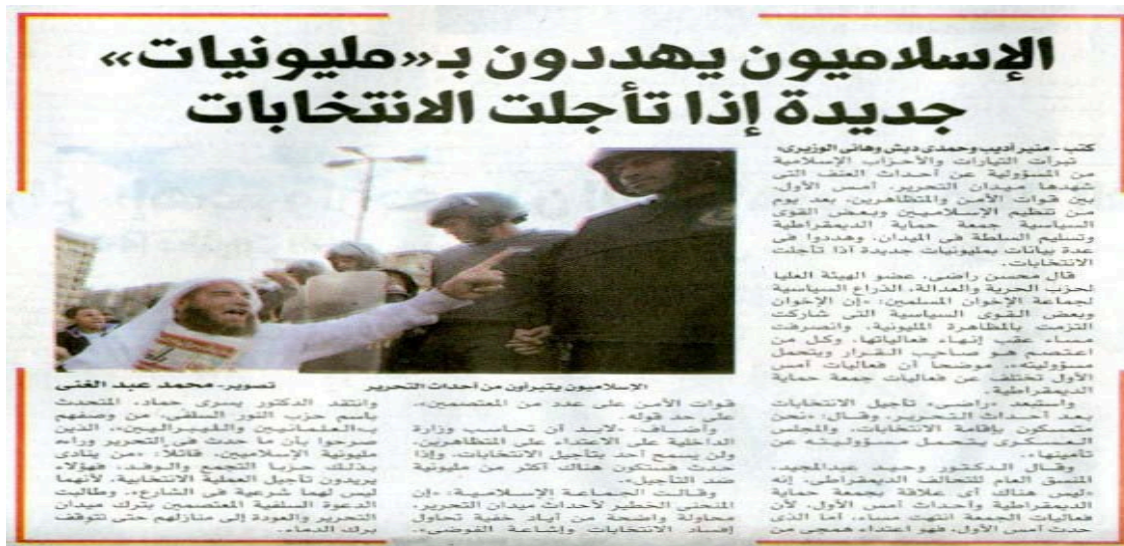 الإسلاميون يهددون بـ«مليونيات»
جديدة إذا تأجلت الانتخابات
كتب - منير أديب وحمدى دبش وهانى الوزيرى:
تبرأت التيارات والأحزاب الإسلامية
من المسؤولية عن أحداث العنف التى
شهدها ميدان التحرير، أمس الأول،
بين قوات الأمن والمتظاهرين، بعد يوم
من تنظيم الإسلاميين وبعض القوى
السياسية جمعة حماية الديمقراطية
وتسليم السلطة فى الميدان، وهددوا فى
عدة بيانات بمليونيات جديدة اذا تأجلت
الانتخابات.
قال محسن راضى، عضو الهيئة العليا
لحزب الحرية والعدالة، الذراع السياسية
لجماعة الإخوان المسلمين: «إن الإخوان
وبعض القوى السياسية التى شاركت
التزمت بالمظاهرة المليونية، وانصرفت
مساء عقب إنهاء فعالياتها، وكل من
اعتصم هو صاحب القرار ويتحمل
مسؤوليته»، موضحاً أن فعاليات أمس
الأول تختلف عن فعاليات جمعة حماية
الديمقراطية.
واستبعد «راضى» تأجيل الانتخابات
بعد أحداث التحرير، وقال: «نحن
متمسكون بإقامة الانتخابات، والمجلس
العسكرى يتحمل مسؤوليته عن
تأمينها».
وقال الدكتور وحيد عبدالمجيد،
المنسق العام للتحالف الديمقراطى، إنه
«ليس هناك أى علاقة بجمعة حماية
الديمقراطية وأحداث أمس الأول، لأن
فعاليات الجمعة انتهت مساء، أما الذى
حدث أمس الأول، فهو اعتداء همجى من
الإسلاميون يتبرأون من أحداث التحرير
تصوير- محمد عبد الغنى
قوات الأمن على عدد من المعتصمين»،
على حد قوله.
وأضاف: «لابد أن تحاسب وزارة
الداخلية على الاعتداء على المتظاهرين،
ولن يسمح أحد بتأجيل الانتخابات، وإذا
حدث فستكون هناك أكثر من مليونية
ضد التأجيل».
وقالت الجماعة الإسلامية: «إن
المنحنى الخطير لأحداث ميدان التحرير،
محاولة واضحة من أياد خفية تحاول
إفساد الانتخابات وإشاعة الفوضى».
وانتقد الدكتور يسرى حماد، المتحدث
باسم حزب النور السلفى، من وصفهم
بـ«العلمانيين والليبراليين»، الذين
صرحوا بأن ما حدث فى التحرير وراءه
مليونية الإسلاميين، قائلاً: «من ينادى
بذلك حزبا التجمع والوفد، فهؤلاء
يريدون تأجيل العملية الانتخابية، لأنهما
ليس لهما شرعية فى الشارع»، وطالبت
الدعوة السلفية المعتصمين بترك ميدان
التحرير والعودة إلى منازلهم حتى تتوقف
برك الدماء.